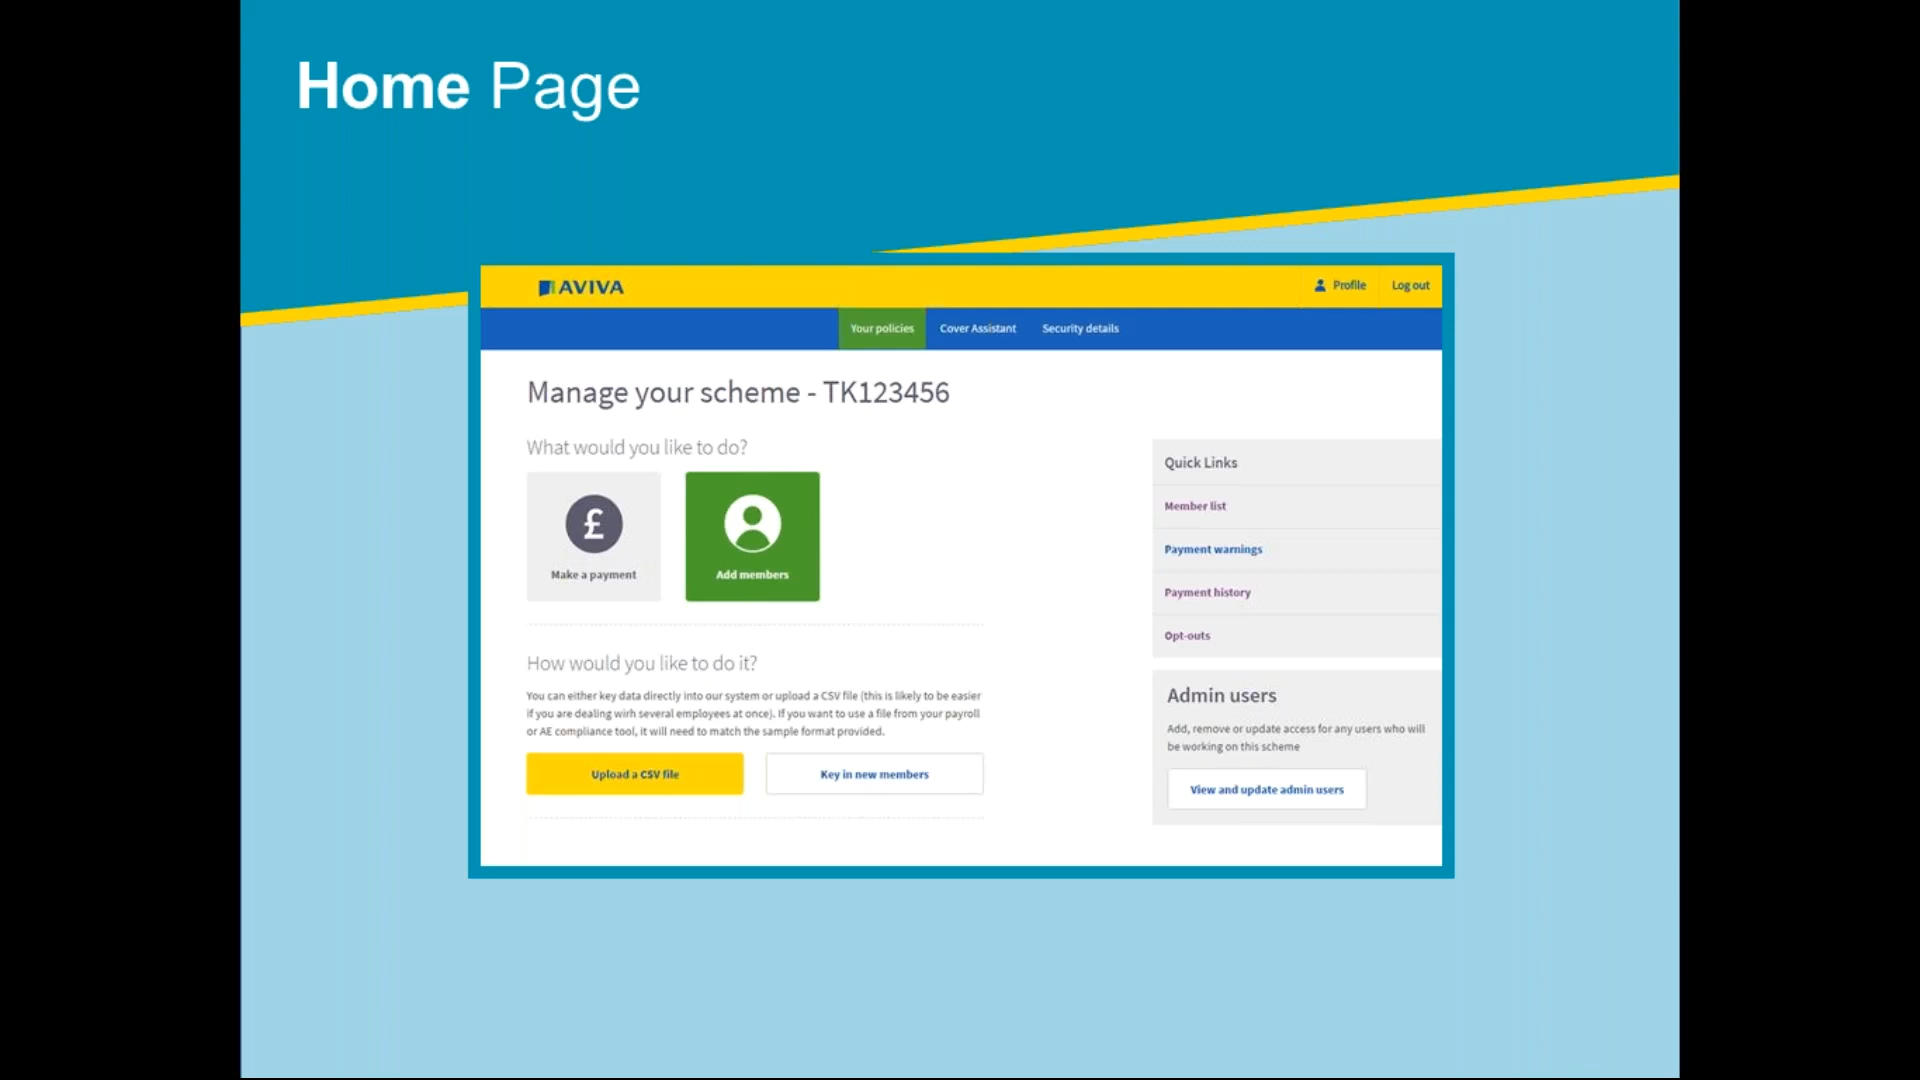 Home Page
AVIVA
Profile
Log out
Your policies
Cover Assistant
Security details
Manage your scheme - TK123456
What would you like to do?
£
Make a payment
Add members
How would you like to do it?
You can either key data directly into our system or upload a CSV file (this is likely to be easier
if you are dealing wirh several employees at once). If you want to use a file from your payroll
or AE compliance tool, it will need to match the sample format provided.
Upload a CSV file
Key in new members
Quick Links
Member list
Payment warnings
Payment history
Opt-outs
Admin users
Add, remove or update access for any users who will
be working on this scheme
View and update admin users